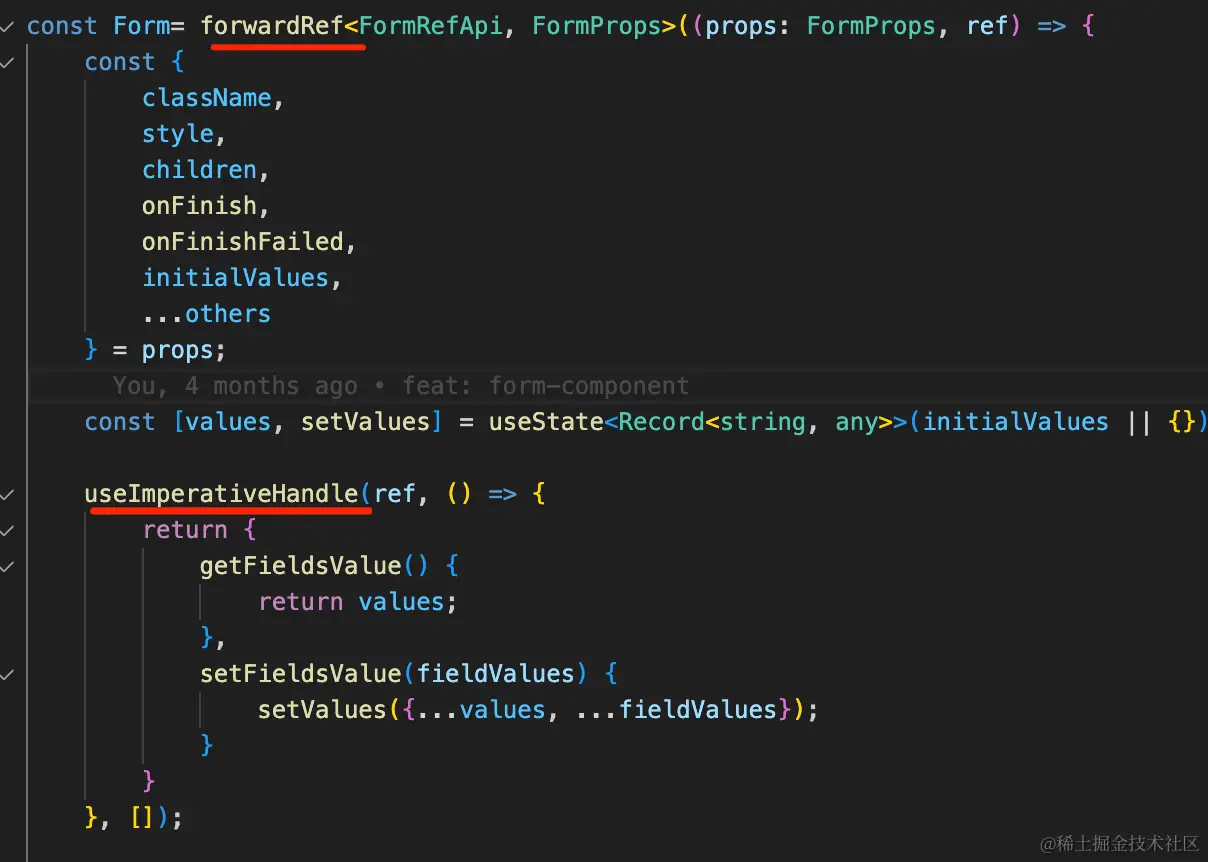 const Form= forwardRef<FormRefApi, FormProps>((props: FormProps, ref) => {
    const {
        className,
        style,
        children,
        onFinish,
        onFinishFailed,
        initialValues,
        ...others
    } = props;
      You, 4 months ago • feat: form-component
    const [values, setValues] = useState<Record<string, any>>(initialValues || {})
    useImperativeHandle(ref, () => {
        return {
            getFieldsValue() {
                return values;
            },
            setFieldsValue(fieldValues) {
                setValues({...values, ...fieldValues});
            }
        }
    }, []);
@稀土掘金技术社区